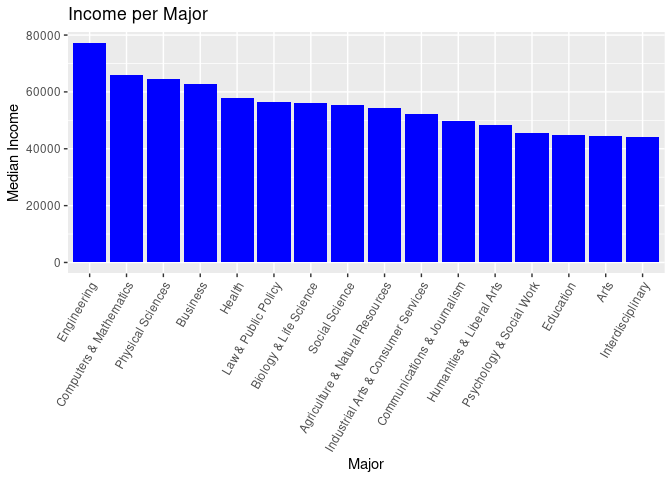 Income per Major
Median Income
80000
60000
40000
20000
0
Engineering
Computers & Mathematics
Physical Sciences
Business
Health
Law & Public Policy
Biology & Life Science
Social Science
Agriculture & Natural Resources
Industrial Arts & Consumer Services
Communications & Journalism
Humanities & Liberal Arts
Psychology & Social Work
Education
Arts
Interdisciplinary
Major